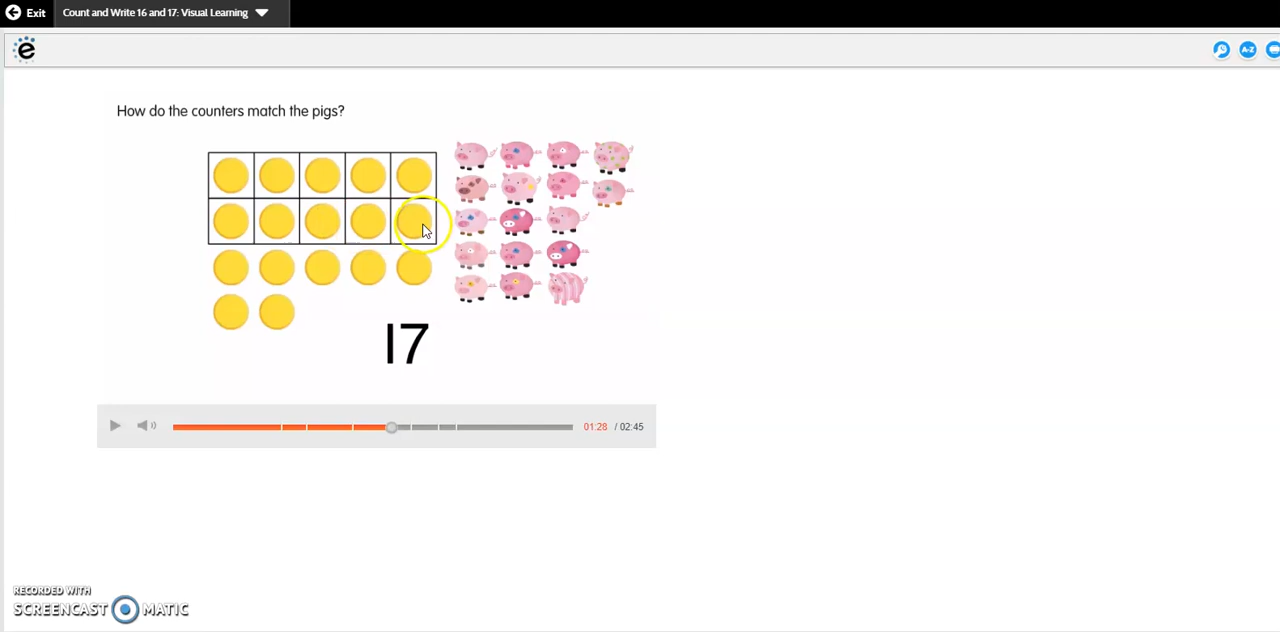 Exit
Count and Write 16 and 17: Visual Learning
e
A-Z
How do the counters match the pigs?
17
01:28 / 02:45
RECORDED WITH
SCREENCAST MATIC